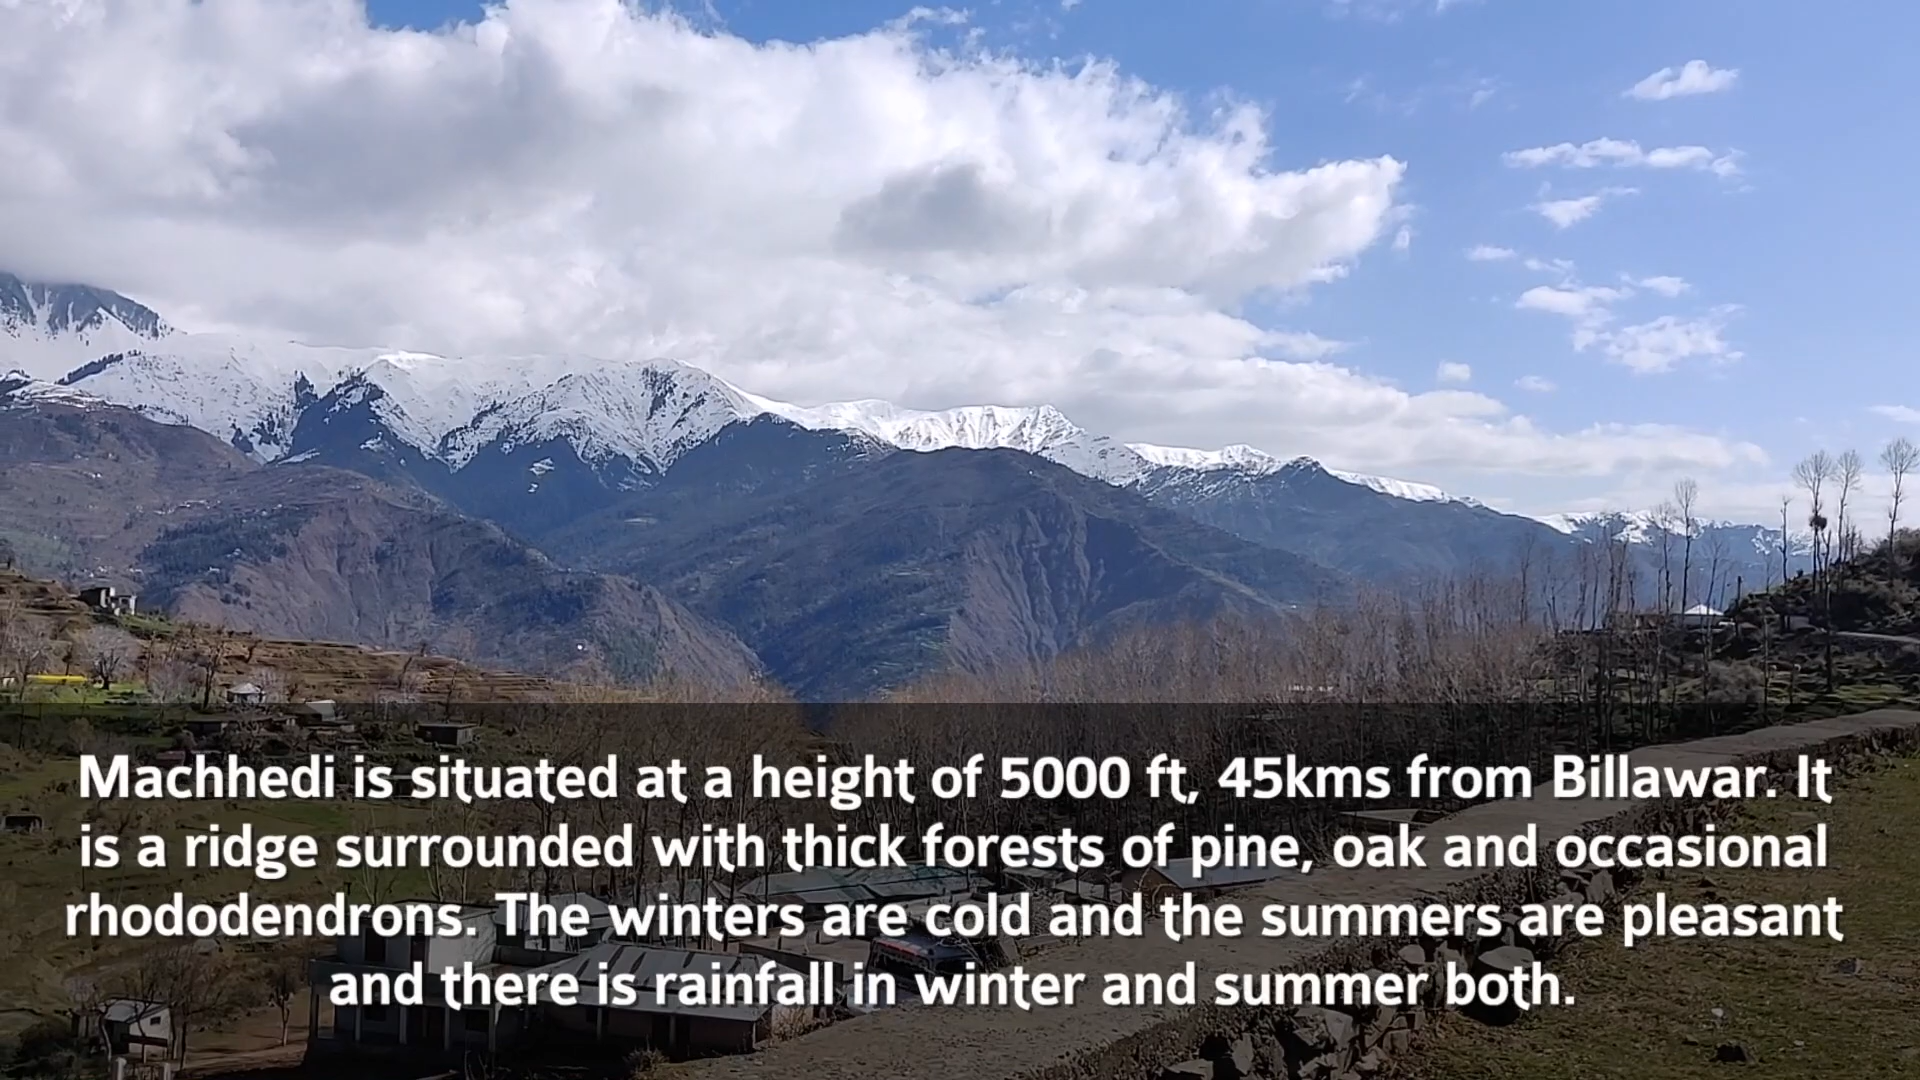 Machhedi is situated at a height of 5000 ft, 45kms from Billawar. It
is a ridge surrounded with thick forests of pine, oak and occasional
rhododendrons. The winters are cold and the summers are pleasant
and there is rainfall in winter and summer both.